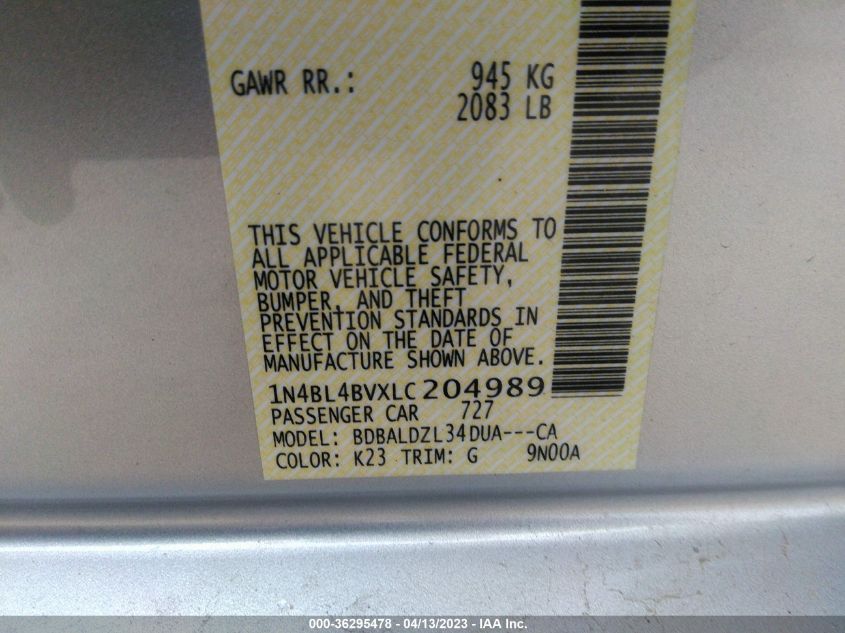 GAWR RR.: 945 KG
2083 LB
THIS VEHICLE CONFORMS TO
ALL APPLICABLE FEDERAL
MOTOR VEHICLE SAFETY,
BUMPER, AND THEFT
PREVENTION STANDARDS IN
EFFECT ON THE DATE OF
MANUFACTURE SHOWN ABOVE.
1N4BL4BVXLC204989
PASSENGER CAR 727
MODEL: BDBALDZL34DUA---CA
COLOR: K23 TRIM: G 9N00A
000-36295478 - 04/13/2023 - IAA Inc.